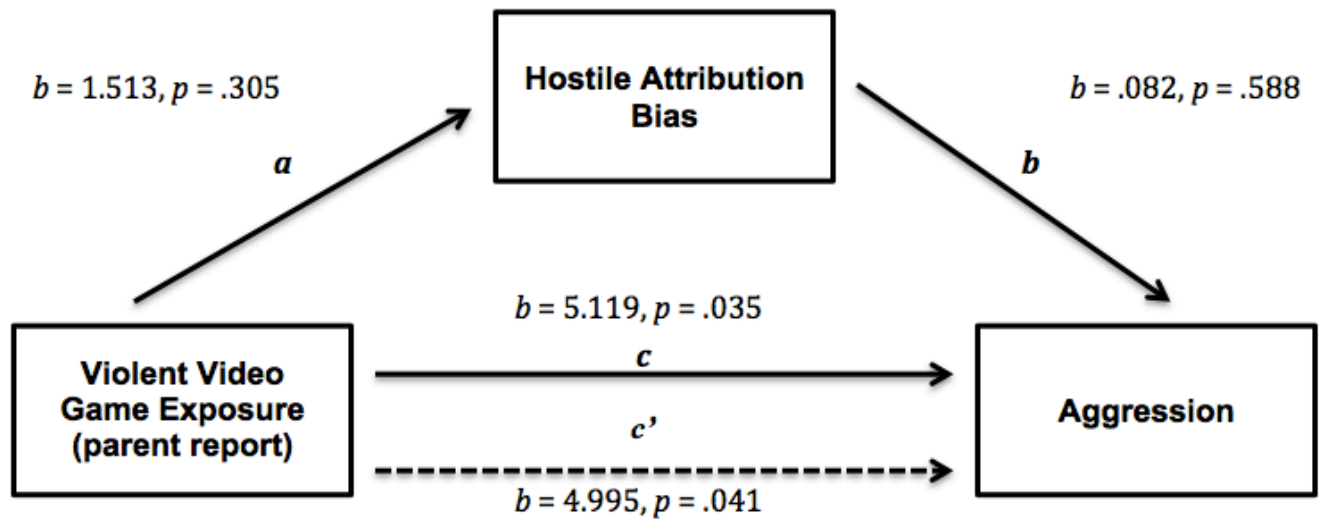 b = 1.513, p = .305
Hostile Attribution
Bias
b = .082, p = .588
a
b
b = 5.119, p = .035
c
Violent Video
Game Exposure
(parent report)
c’
Aggression
b = 4.995, p = .041